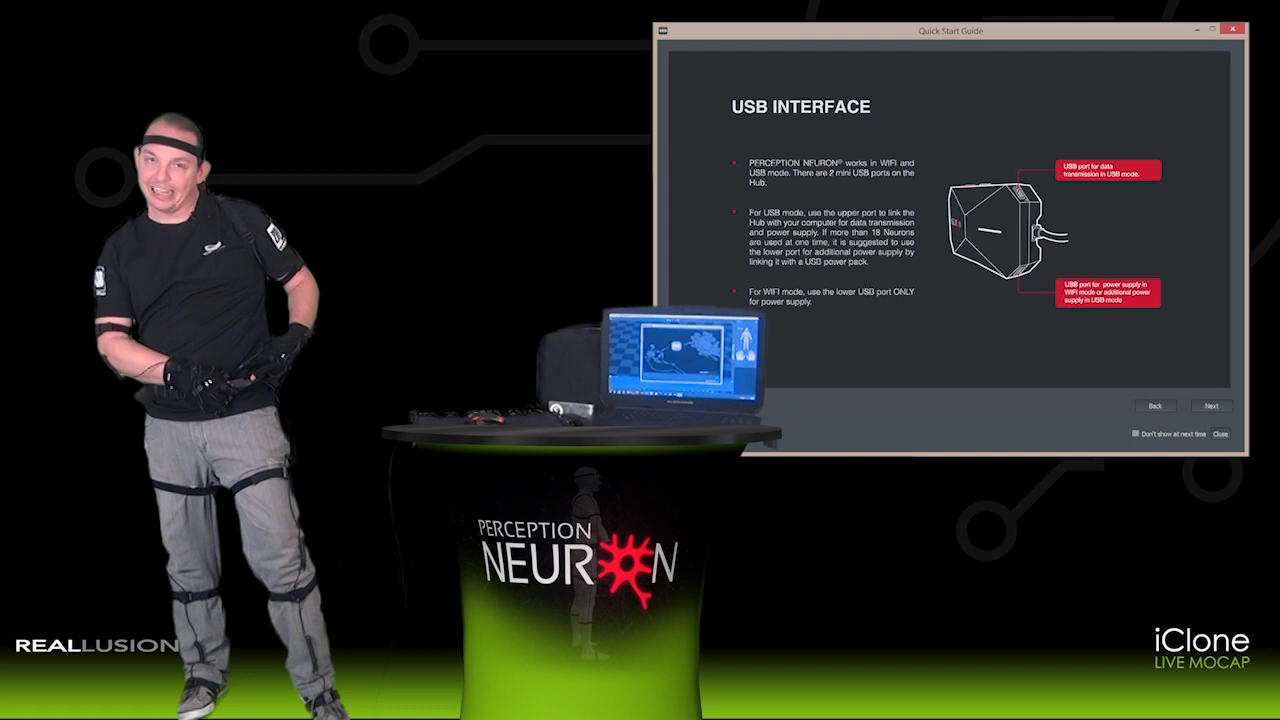 Quick Start Guide
USB INTERFACE
PERCEPTION NEURON® works in WIFI and
USB mode. There are 2 mini USB ports on the
Hub.
For USB mode, use the upper port to link the
Hub with your computer for data transmission
and power supply. If more than 18 Neurons
are used at one time, it is suggested to use
the lower port for additional power supply by
linking it with a USB power pack.
For WIFI mode, use the lower USB port ONLY
for power supply.
USB port for data
transmission in USB mode.
USB port for power supply in
WIFI mode or additional power
supply in USB mode
Back
Next
Don't show at next time
Close
PERCEPTION
NEURON
REALLUSION
iClone
LIVE MOCAP